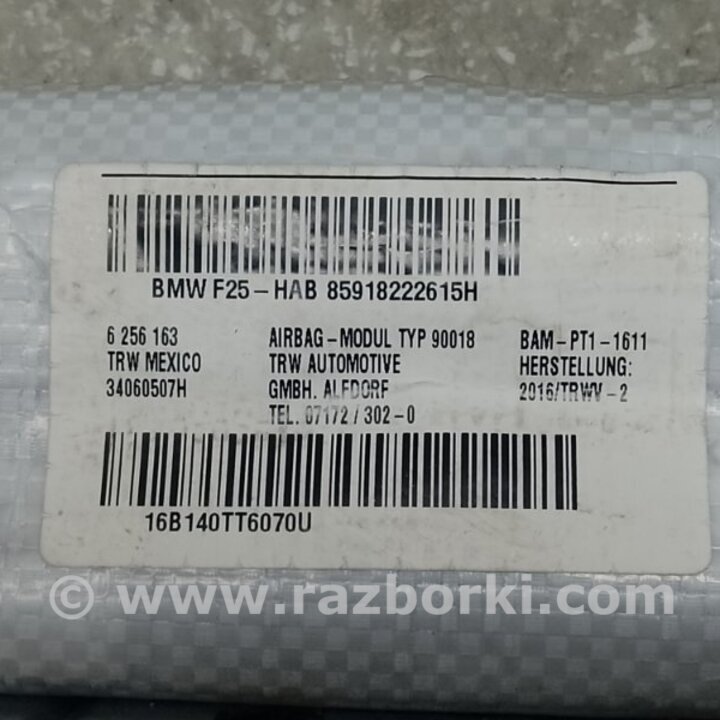 BMW F25-HAB 85918222615H
6 256 163
TRW MEXICO
34060507H
AIRBAG-MODUL TYP 90018
TRW AUTOMOTIVE
GMBH. ALFDORF
TEL. 07172 / 302-0
BAM-PT1-1611
HERSTELLUNG:
2016/TRWV-2
16B140TT6070U
© www.razborki.com